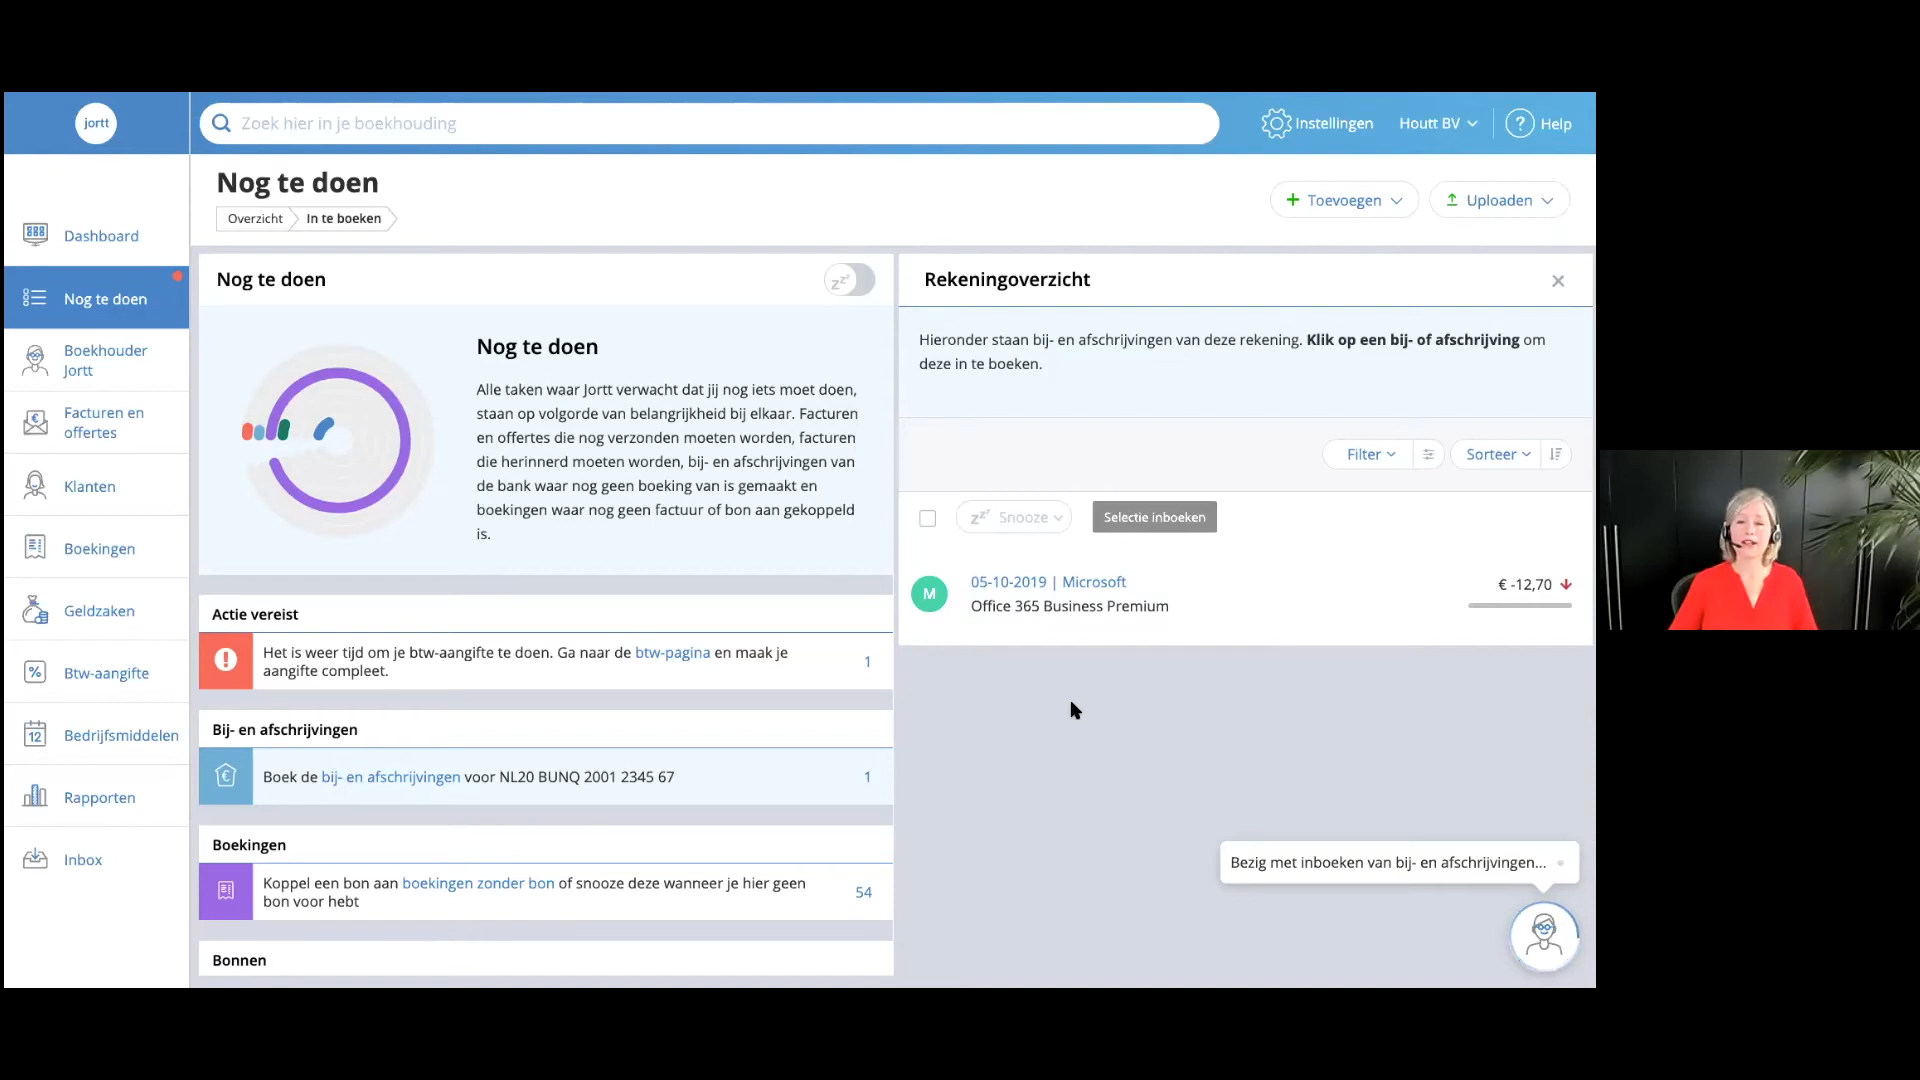 jortt
Zoek hier in je boekhouding
Instellingen
Houtt BV
? Help
Nog te doen
Overzicht
In te boeken
+ Toevoegen
Uploaden
Dashboard
Nog te doen
Boekhouder
Jortt
Facturen en
offertes
Klanten
Boekingen
Geldzaken
% Btw-aangifte
12 Bedrijfsmiddelen
Rapporten
Inbox
Nog te doen
zzz
Nog te doen
Alle taken waar Jortt verwacht dat jij nog iets moet doen,
staan op volgorde van belangrijkheid bij elkaar. Facturen
en offertes die nog verzonden moeten worden, facturen
die herinnerd moeten worden, bij- en afschrijvingen van
de bank waar nog geen boeking van is gemaakt en
boekingen waar nog geen factuur of bon aan gekoppeld
is.
Actie vereist
! Het is weer tijd om je btw-aangifte te doen. Ga naar de btw-pagina en maak je
aangifte compleet.
1
Bij- en afschrijvingen
€ Boek de bij- en afschrijvingen voor NL20 BUNQ 2001 2345 67 1
Boekingen
Koppel een bon aan boekingen zonder bon of snooze deze wanneer je hier geen
bon voor hebt
54
Bonnen
Rekeningoverzicht
Hieronder staan bij- en afschrijvingen van deze rekening. Klik op een bij- of afschrijving om
deze in te boeken.
Filter
Sorteer
zzz Snooze
Selectie inboeken
M
05-10-2019 | Microsoft
Office 365 Business Premium
€ -12,70
Bezig met inboeken van bij- en afschrijvingen...